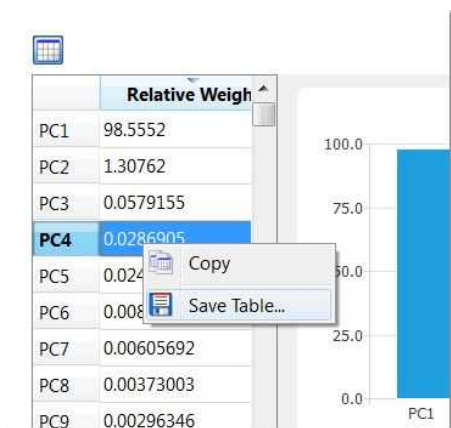 Relative Weigh
PC1 98.5552
PC2 1.30762
PC3 0.0579155
PC4 0.0286905
PC5 0.024
PC6 0.008
PC7 0.00605692
PC8 0.00373003
PC9 0.00296346
Copy
Save Table...
100.0
75.0
50.0
25.0
0.0
PC1